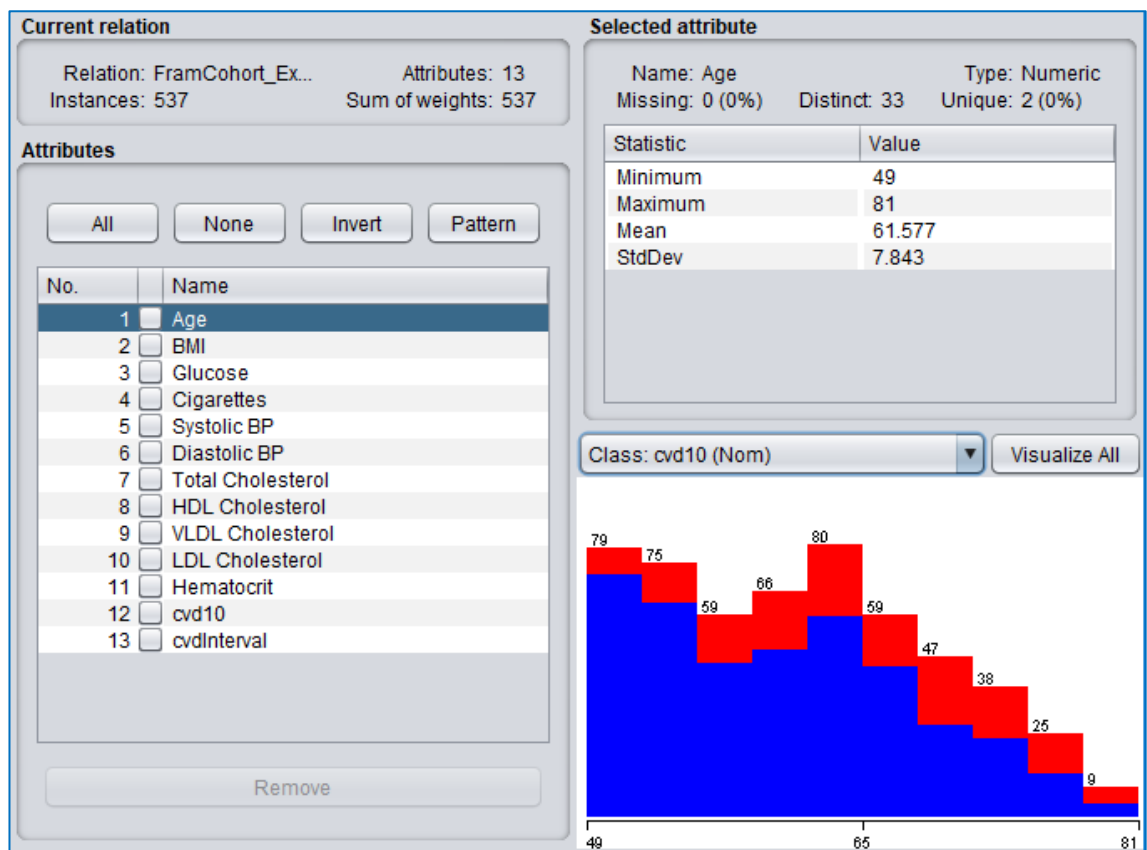 Current relation
Relation: FramCohort_Ex... Attributes: 13
Instances: 537 Sum of weights: 537
Attributes
All None Invert Pattern
No. Name
1 Age
2 BMI
3 Glucose
4 Cigarettes
5 Systolic BP
6 Diastolic BP
7 Total Cholesterol
8 HDL Cholesterol
9 VLDL Cholesterol
10 LDL Cholesterol
11 Hematocrit
12 cvd10
13 cvdInterval
Remove
Selected attribute
Name: Age Type: Numeric
Missing: 0 (0%) Distinct: 33 Unique: 2 (0%)
Statistic Value
Minimum 49
Maximum 81
Mean 61.577
StdDev 7.843
Class: cvd10 (Nom) Visualize All
79 75 59 66 80 59 47 38 25 9
49 65 81